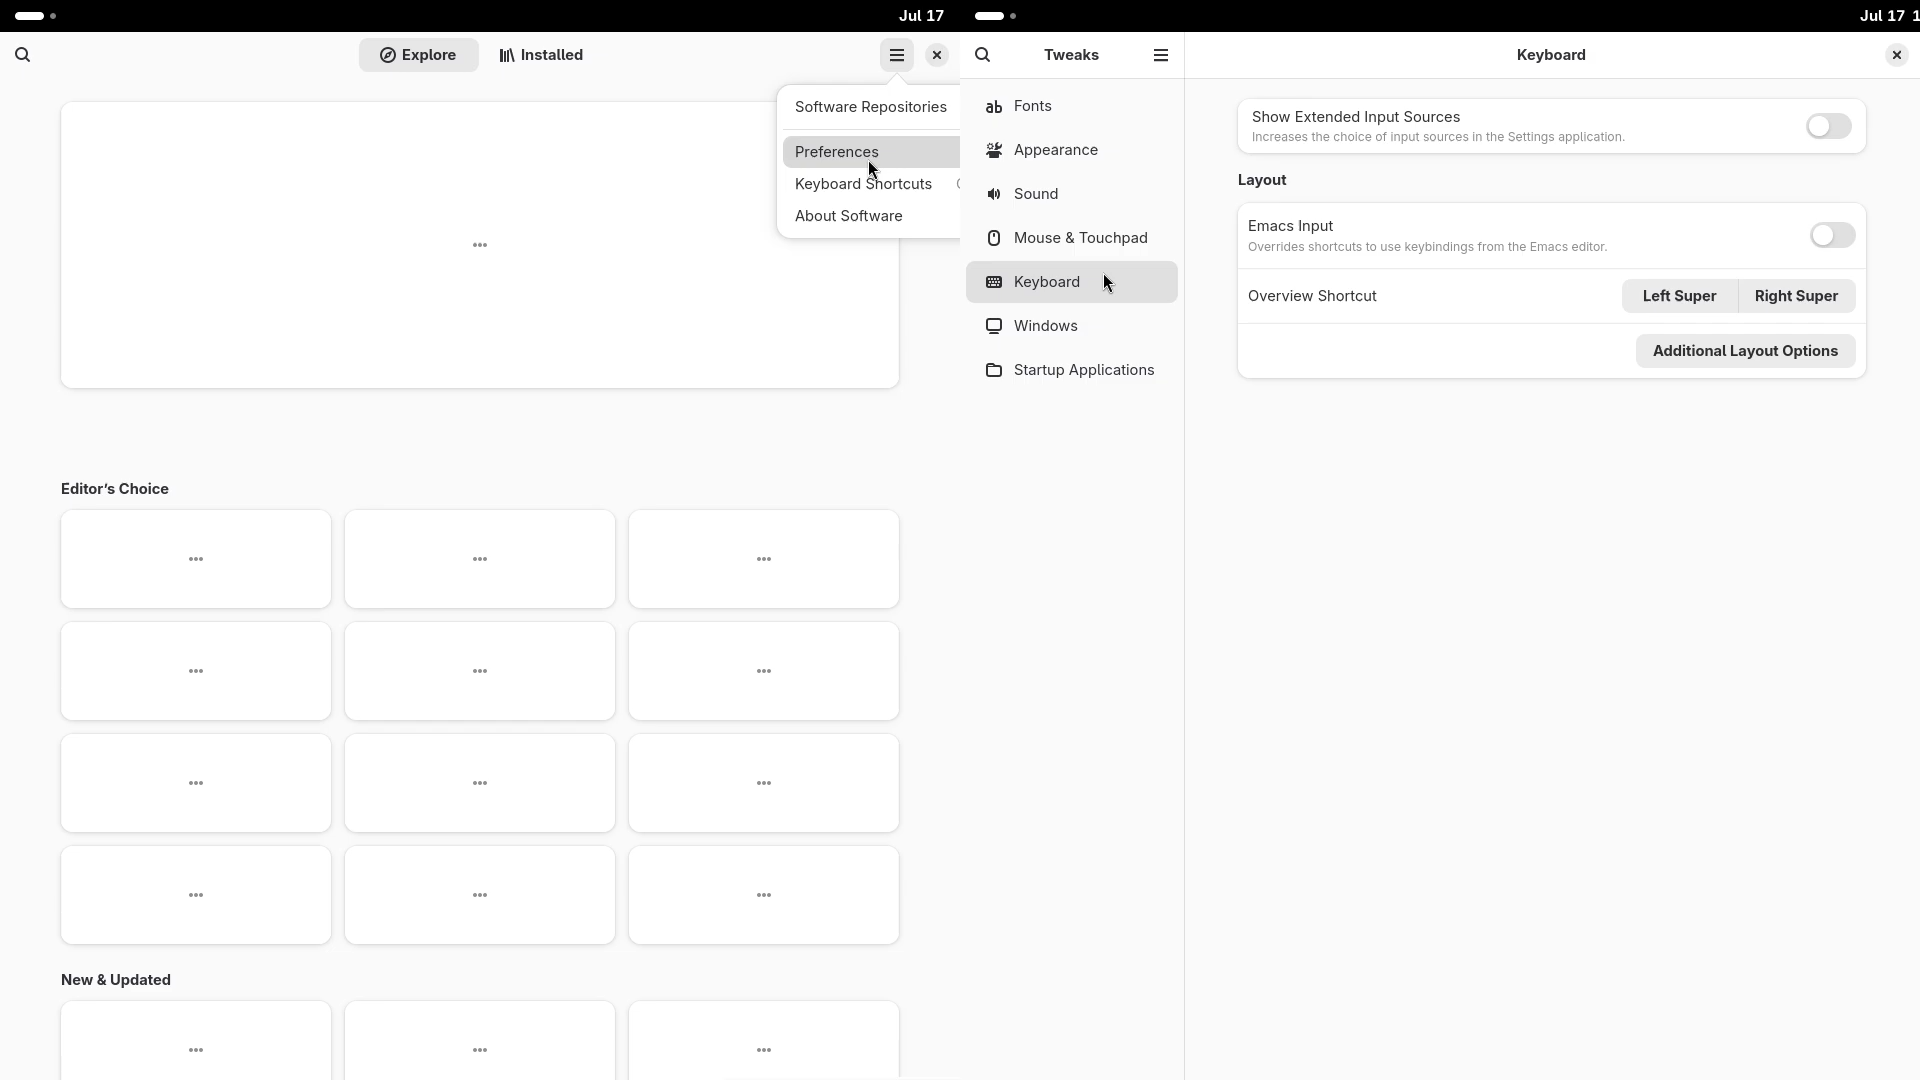 Jul 17
Explore
Installed
Software Repositories
Preferences
Keyboard Shortcuts
About Software
Editor's Choice
New & Updated
Jul 17 1
Tweaks
Fonts
Appearance
Sound
Mouse & Touchpad
Keyboard
Windows
Startup Applications
Keyboard
Show Extended Input Sources
Increases the choice of input sources in the Settings application.
Layout
Emacs Input
Overrides shortcuts to use keybindings from the Emacs editor.
Overview Shortcut
Left Super
Right Super
Additional Layout Options